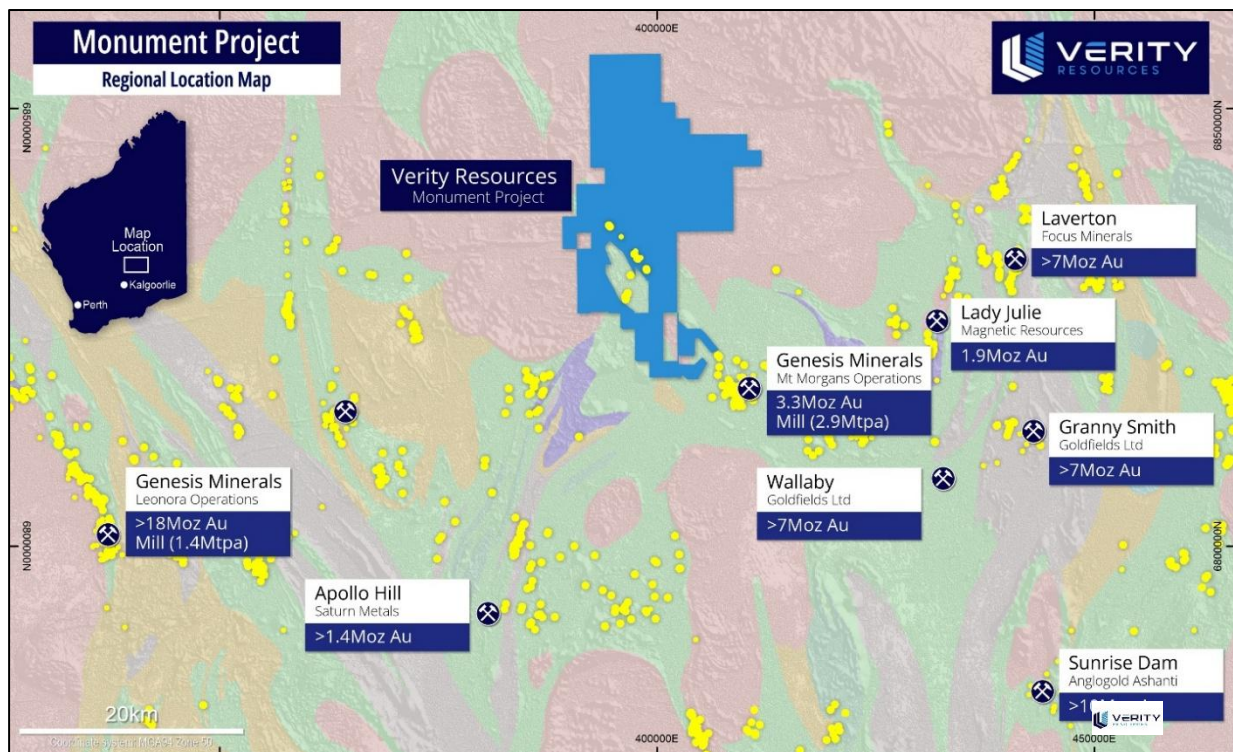 Monument Project
Regional Location Map
VERITY
RESOURCES
400000E
6850000N
6850000N
Map
Location
Kalgoorlie
Perth
Verity Resources
Monument Project
Laverton
Focus Minerals
>7Moz Au
Lady Julie
Magnetic Resources
1.9Moz Au
Genesis Minerals
Mt Morgans Operations
3.3Moz Au
Mill (2.9Mtpa)
Granny Smith
Goldfields Ltd
>7Moz Au
Wallaby
Goldfields Ltd
>7Moz Au
Genesis Minerals
Leonora Operations
>18Moz Au
Mill (1.4Mtpa)
6800000N
6800000N
Apollo Hill
Saturn Metals
>1.4Moz Au
Sunrise Dam
Anglogold Ashanti
VERITY
20km
Coordinate system: MGA94 Zone
400000E
450000E